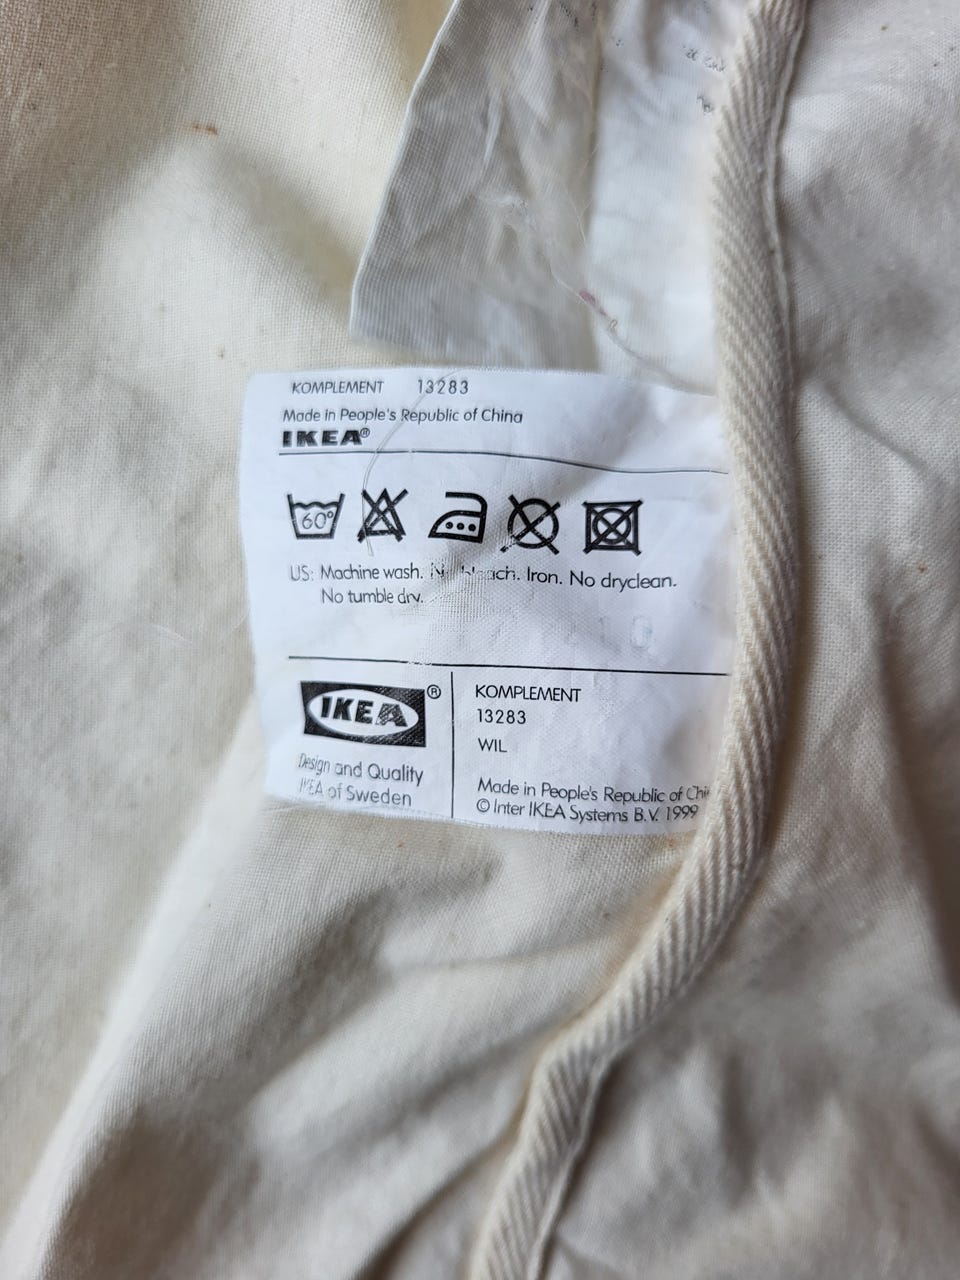 KOMPLEMENT 13283
Made in People's Republic of China
IKEA®
60°
US: Machine wash. No bleach. Iron. No dryclean.
No tumble dry.
IKEA®
Design and Quality
IKEA of Sweden
KOMPLEMENT
13283
WIL
Made in People's Republic of Chi
© Inter IKEA Systems B.V. 1999